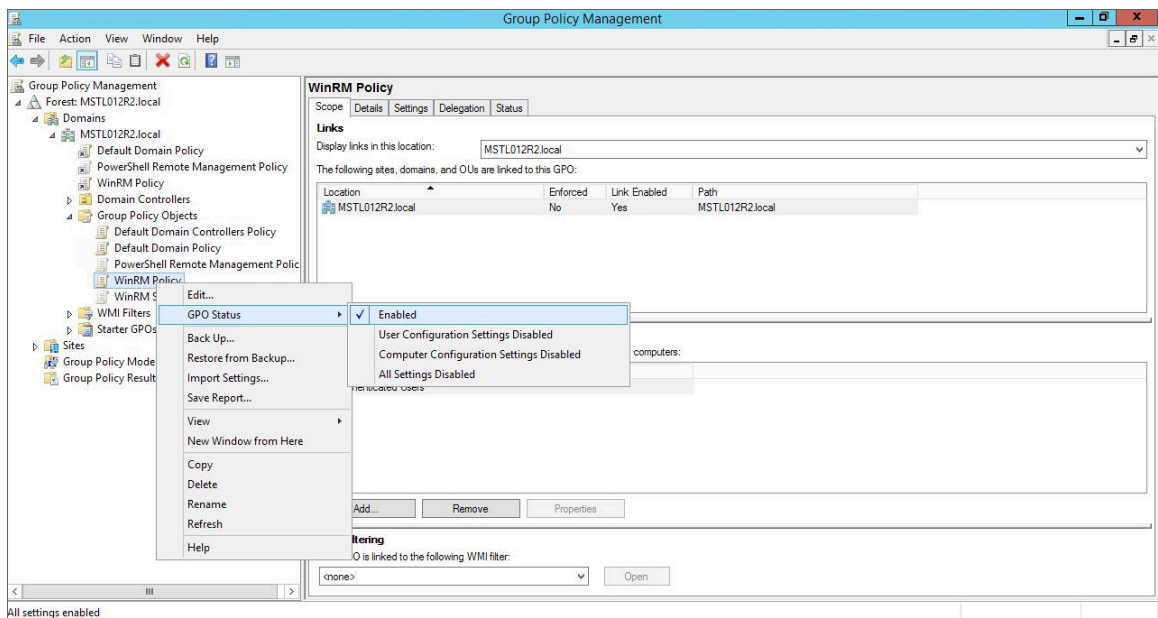 Group Policy Management
File Action View Window Help
Group Policy Management
Forest: MSTL012R2.local
Domains
MSTL012R2.local
Default Domain Policy
PowerShell Remote Management Policy
WinRM Policy
Domain Controllers
Group Policy Objects
Default Domain Controllers Policy
Default Domain Policy
PowerShell Remote Management Polic
WinRM Policy
WinRM S
WMI Filters
Starter GPOs
Sites
Group Policy Mode
Group Policy Result
Edit...
GPO Status
Back Up...
Restore from Backup...
Import Settings...
Save Report...
View
New Window from Here
Copy
Delete
Rename
Refresh
Help
Enabled
User Configuration Settings Disabled
Computer Configuration Settings Disabled
All Settings Disabled
WinRM Policy
Scope Details Settings Delegation Status
Links
Display links in this location: MSTL012R2.local
The following sites, domains, and OUs are linked to this GPO:
Location Enforced Link Enabled Path
MSTL012R2.local No Yes MSTL012R2.local
computers:
Users
Add... Remove Properties
ltering
O is linked to the following WMI filter:
<none> Open
All settings enabled